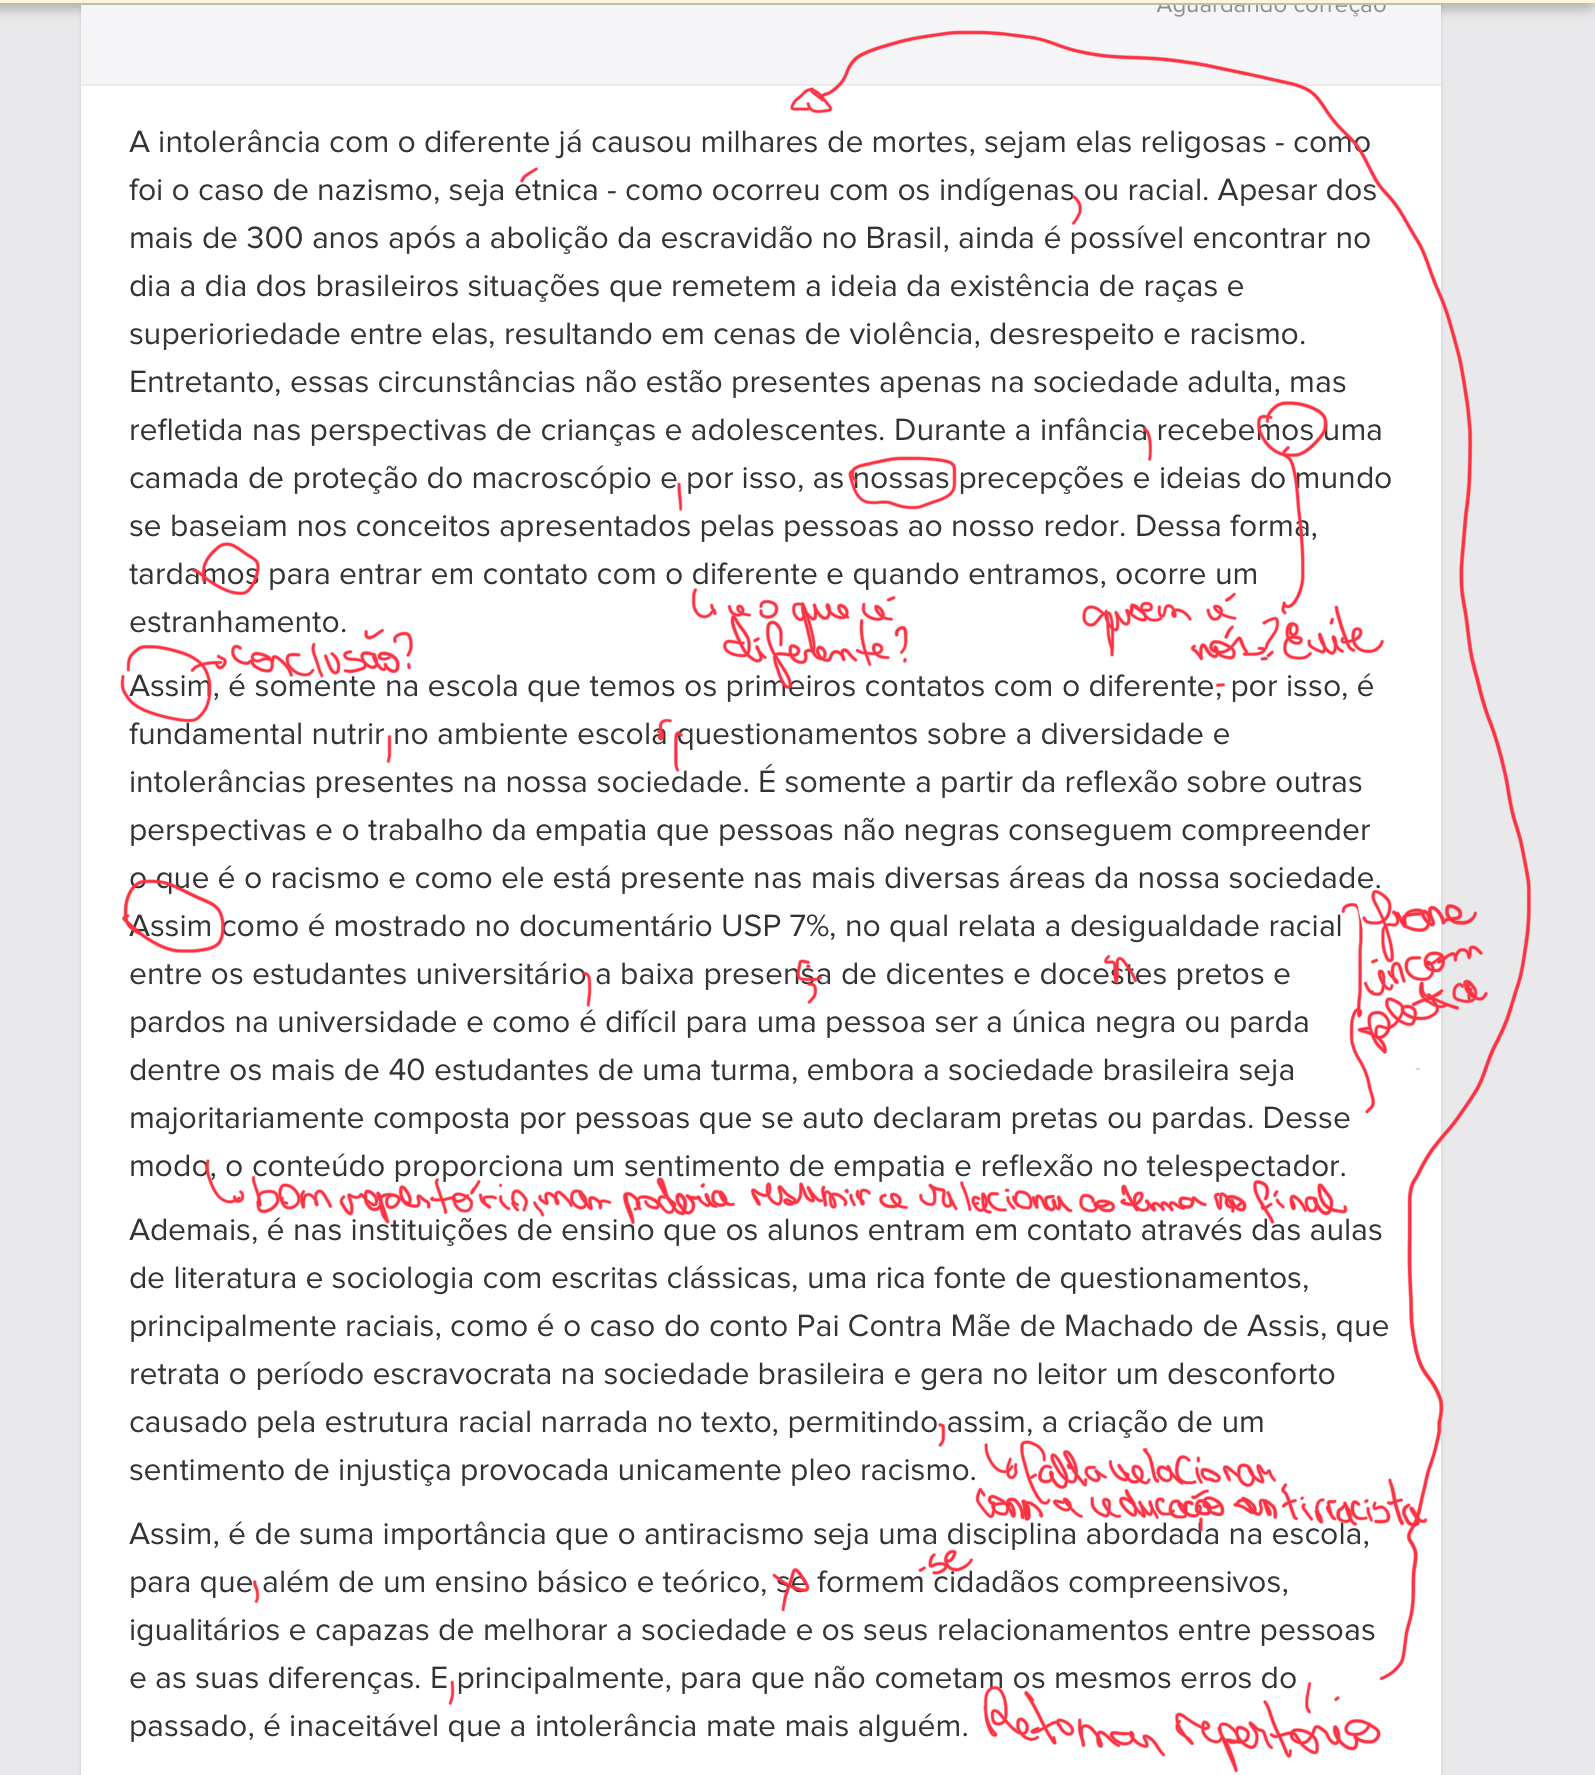 Aguardando correção
A intolerância com o diferente já causou milhares de mortes, sejam elas religosas - como
foi o caso de nazismo, seja étnica - como ocorreu com os indígenas, ou racial. Apesar dos
mais de 300 anos após a abolição da escravidão no Brasil, ainda é possível encontrar no
dia a dia dos brasileiros situações que remetem a ideia da existência de raças e
superioriedade entre elas, resultando em cenas de violência, desrespeito e racismo.
Entretanto, essas circunstâncias não estão presentes apenas na sociedade adulta, mas
refletida nas perspectivas de crianças e adolescentes. Durante a infância, recebemos uma
camada de proteção do macroscópio e, por isso, as nossas precepções e ideias do mundo
se baseiam nos conceitos apresentados pelas pessoas ao nosso redor. Dessa forma,
tardamos para entrar em contato com o diferente e quando entramos, ocorre um
estranhamento.
e o que é
diferente?
quem é
nós? Evite
conclusão?
Assim, é somente na escola que temos os primeiros contatos com o diferente, por isso, é
fundamental nutrir, no ambiente escolar, questionamentos sobre a diversidade e
intolerâncias presentes na nossa sociedade. É somente a partir da reflexão sobre outras
perspectivas e o trabalho da empatia que pessoas não negras conseguem compreender
o que é o racismo e como ele está presente nas mais diversas áreas da nossa sociedade.
Assim como é mostrado no documentário USP 7%, no qual relata a desigualdade racial
entre os estudantes universitário, a baixa presensa de dicentes e docestes pretos e
pardos na universidade e como é difícil para uma pessoa ser a única negra ou parda
dentre os mais de 40 estudantes de uma turma, embora a sociedade brasileira seja
majoritariamente composta por pessoas que se auto declaram pretas ou pardas. Desse
modo, o conteúdo proporciona um sentimento de empatia e reflexão no telespectador.
frase
incom
pleta
bom repertório, mas poderia resumir e relacionar ao tema no final
Ademais, é nas instituições de ensino que os alunos entram em contato através das aulas
de literatura e sociologia com escritas clássicas, uma rica fonte de questionamentos,
principalmente raciais, como é o caso do conto Pai Contra Mãe de Machado de Assis, que
retrata o período escravocrata na sociedade brasileira e gera no leitor um desconforto
causado pela estrutura racial narrada no texto, permitindo, assim, a criação de um
sentimento de injustiça provocada unicamente pleo racismo.
Falta relacionar
com a educação antirracista
Assim, é de suma importância que o antiracismo seja uma disciplina abordada na escola,
-se
para que, além de um ensino básico e teórico, se formem cidadãos compreensivos,
igualitários e capazas de melhorar a sociedade e os seus relacionamentos entre pessoas
e as suas diferenças. E, principalmente, para que não cometam os mesmos erros do
passado, é inaceitável que a intolerância mate mais alguém.
Retomar repertório